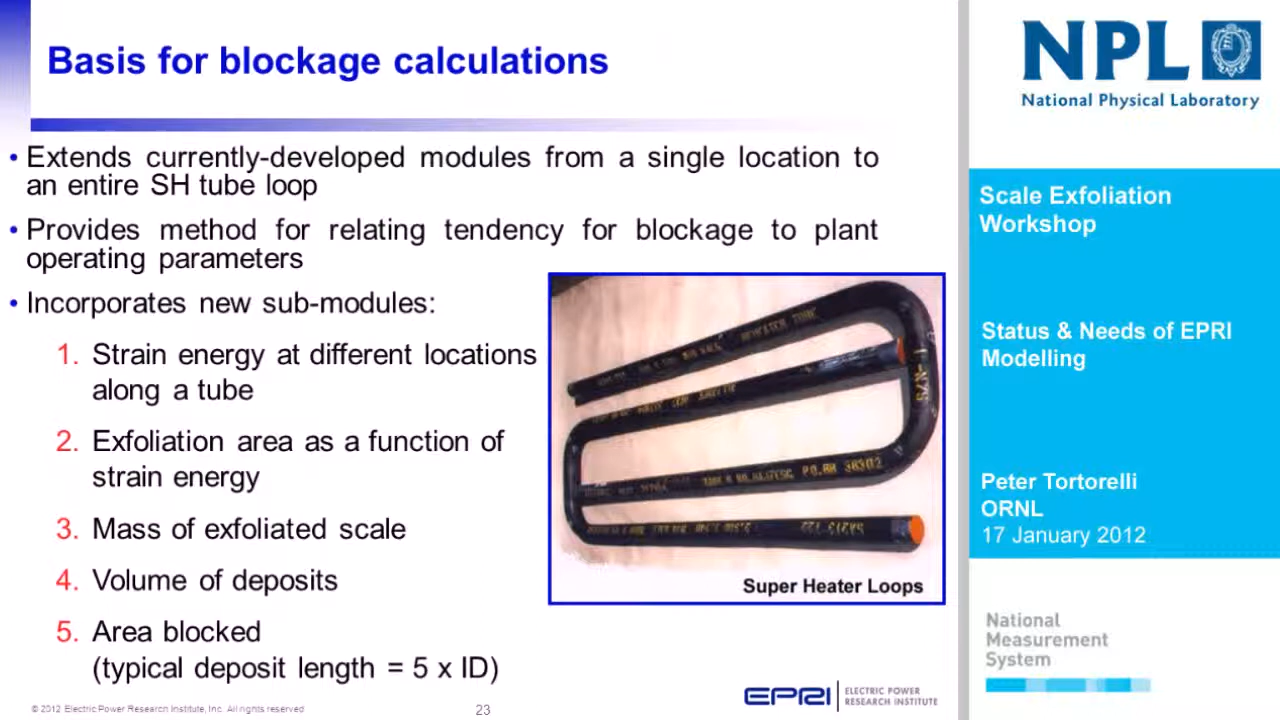 Basis for blockage calculations
• Extends currently-developed modules from a single location to
an entire SH tube loop
• Provides method for relating tendency for blockage to plant
operating parameters
• Incorporates new sub-modules:
1. Strain energy at different locations
along a tube
2. Exfoliation area as a function of
strain energy
3. Mass of exfoliated scale
4. Volume of deposits
5. Area blocked
(typical deposit length = 5 x ID)
Super Heater Loops
© 2012 Electric Power Research Institute, Inc. All rights reserved
23
EPRI
ELECTRIC POWER
RESEARCH INSTITUTE
NPL
National Physical Laboratory
Scale Exfoliation
Workshop
Status & Needs of EPRI
Modelling
Peter Tortorelli
ORNL
17 January 2012
National
Measurement
System